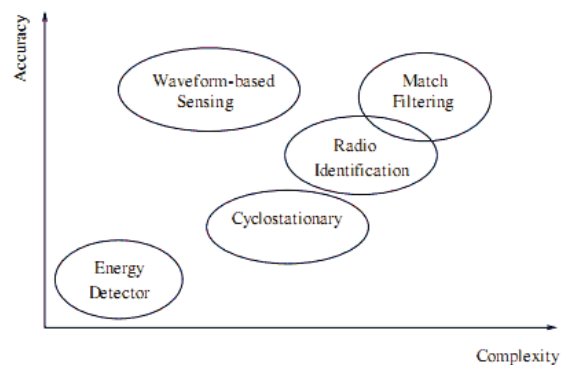 Accuracy
Waveform-based
Sensing
Match
Filtering
Radio
Identification
Cyclostationary
Energy
Detector
Complexity